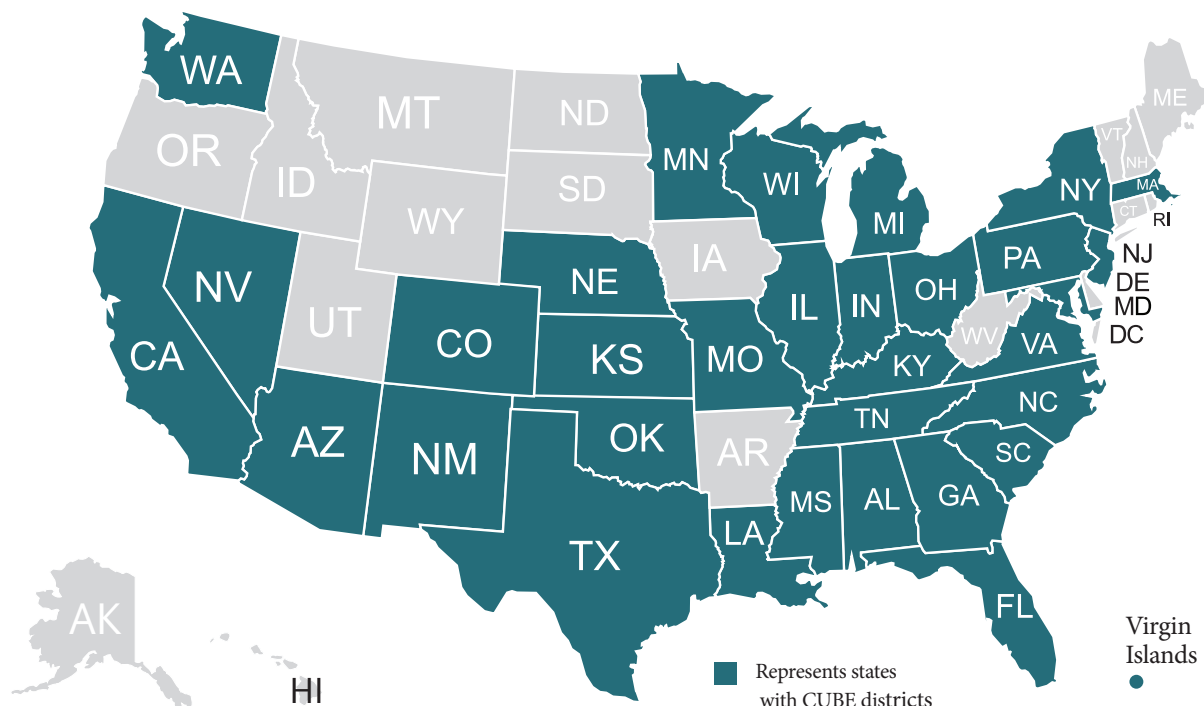 WA
MT
ND
ME
OR
ID
SD
MN
VT
NH
WY
WI
NY
MA
MI
CT
RI
NV
UT
NE
IA
PA
NJ
CO
IL
IN
OH
DE
MD
CA
KS
MO
WV
VA
DC
KY
AZ
NM
OK
AR
TN
NC
SC
TX
LA
MS
AL
GA
FL
AK
HI
Virgin
Islands
Represents states
with CUBE districts